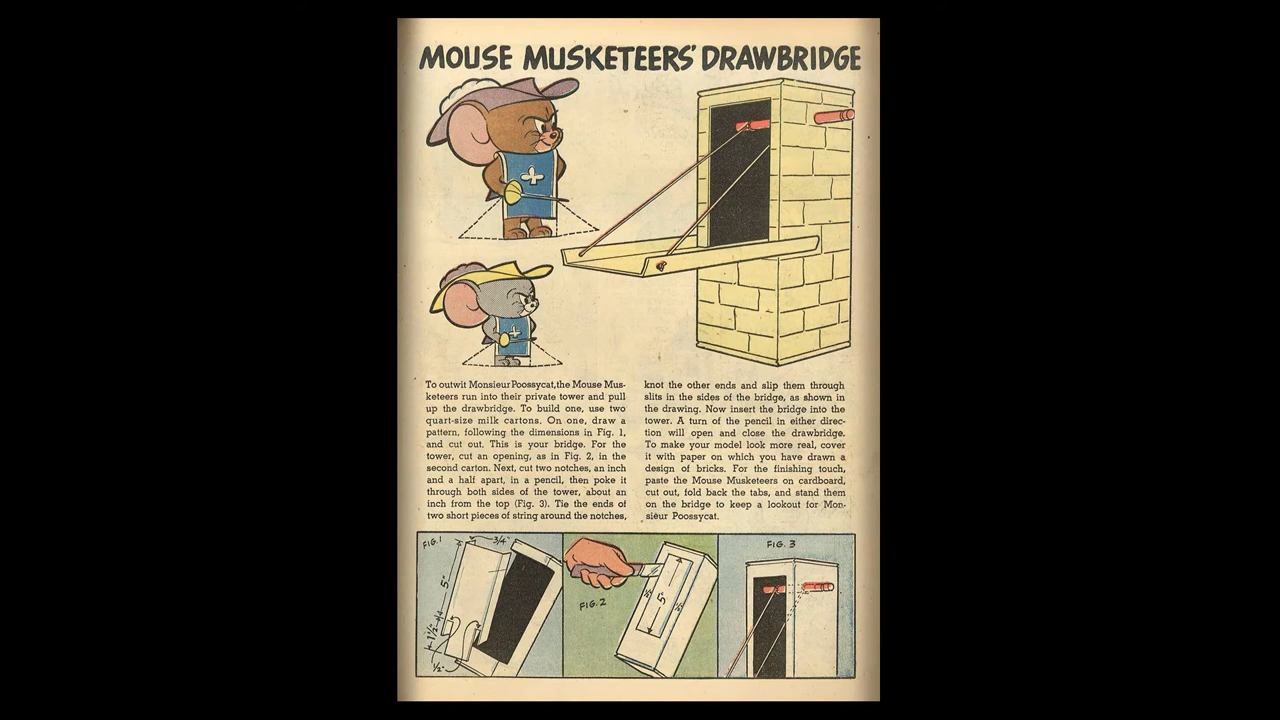 MOUSE MUSKETEERS' DRAWBRIDGE
To outwit Monsieur Poossycat, the Mouse Mus-
keteers run into their private tower and pull
up the drawbridge. To build one, use two
quart-size milk cartons. On one, draw a
pattern, following the dimensions in Fig. 1,
and cut out. This is your bridge. For the
tower, cut an opening, as in Fig. 2, in the
second carton. Next, cut two notches, an inch
and a half apart, in a pencil, then poke it
through both sides of the tower, about an
inch from the top (Fig. 3). Tie the ends of
two short pieces of string around the notches,
knot the other ends and slip them through
slits in the sides of the bridge, as shown in
the drawing. Now insert the bridge into the
tower. A turn of the pencil in either direc-
tion will open and close the drawbridge.
To make your model look more real, cover
it with paper on which you have drawn a
design of bricks. For the finishing touch,
paste the Mouse Musketeers on cardboard,
cut out, fold back the tabs, and stand them
on the bridge to keep a lookout for Mon-
sieur Poossycat.
FIG. 1
3/4"
5"
1 1/2"
1/2"
FIG. 2
1/2"
5"
1/2"
FIG. 3